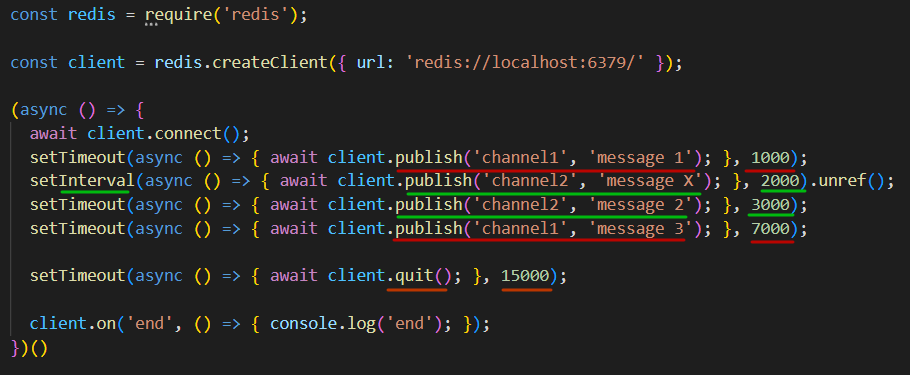 const redis = require('redis');
const client = redis.createClient({ url: 'redis://localhost:6379/' });
(async () => {
  await client.connect();
  setTimeout(async () => { await client.publish('channel1', 'message 1'); }, 1000);
  setInterval(async () => { await client.publish('channel2', 'message X'); }, 2000).unref();
  setTimeout(async () => { await client.publish('channel2', 'message 2'); }, 3000);
  setTimeout(async () => { await client.publish('channel1', 'message 3'); }, 7000);
  setTimeout(async () => { await client.quit(); }, 15000);
  client.on('end', () => { console.log('end'); });
})()